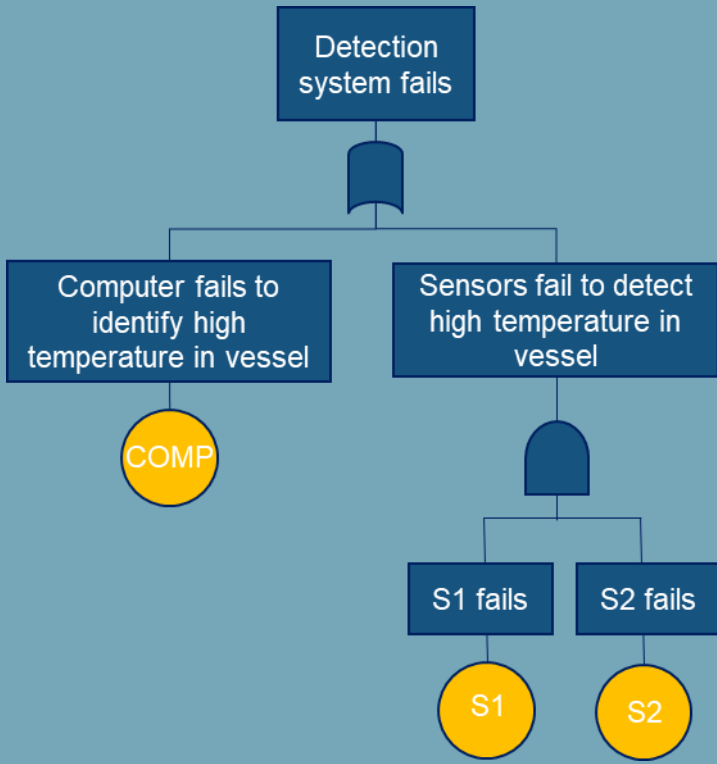 Detection
system fails
Computer fails to
identify high
temperature in vessel
Sensors fail to detect
high temperature in
vessel
COMP
S1 fails
S2 fails
S1
S2